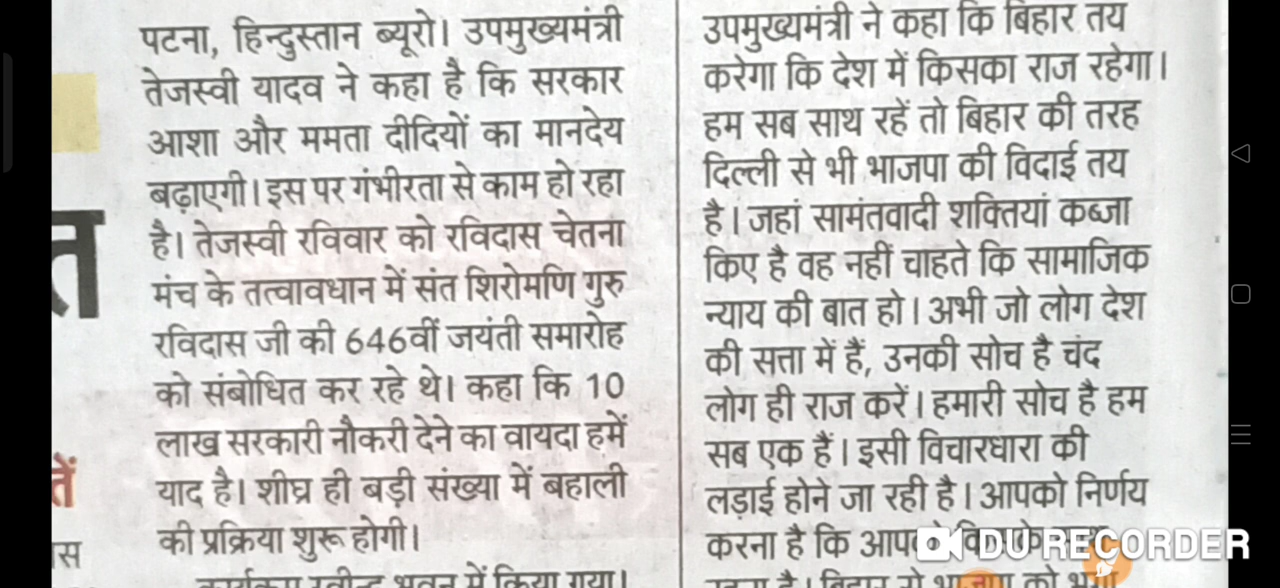 पटना, हिन्दुस्तान ब्यूरो। उपमुख्यमंत्री
तेजस्वी यादव ने कहा है कि सरकार
आशा और ममता दीदियों का मानदेय
बढ़ाएगी। इस पर गंभीरता से काम हो रहा
है। तेजस्वी रविवार को रविदास चेतना
मंच के तत्वावधान में संत शिरोमणि गुरु
रविदास जी की 646वीं जयंती समारोह
को संबोधित कर रहे थे। कहा कि 10
लाख सरकारी नौकरी देने का वायदा हमें
याद है। शीघ्र ही बड़ी संख्या में बहाली
की प्रक्रिया शुरू होगी।
उपमुख्यमंत्री ने कहा कि बिहार तय
करेगा कि देश में किसका राज रहेगा।
हम सब साथ रहें तो बिहार की तरह
दिल्ली से भी भाजपा की विदाई तय
है। जहां सामंतवादी शक्तियां कब्जा
किए है वह नहीं चाहते कि सामाजिक
न्याय की बात हो। अभी जो लोग देश
की सत्ता में हैं, उनकी सोच है चंद
लोग ही राज करें। हमारी सोच है हम
सब एक हैं। इसी विचारधारा की
लड़ाई होने जा रही है। आपको निर्णय
करना है कि
DU RECORDER